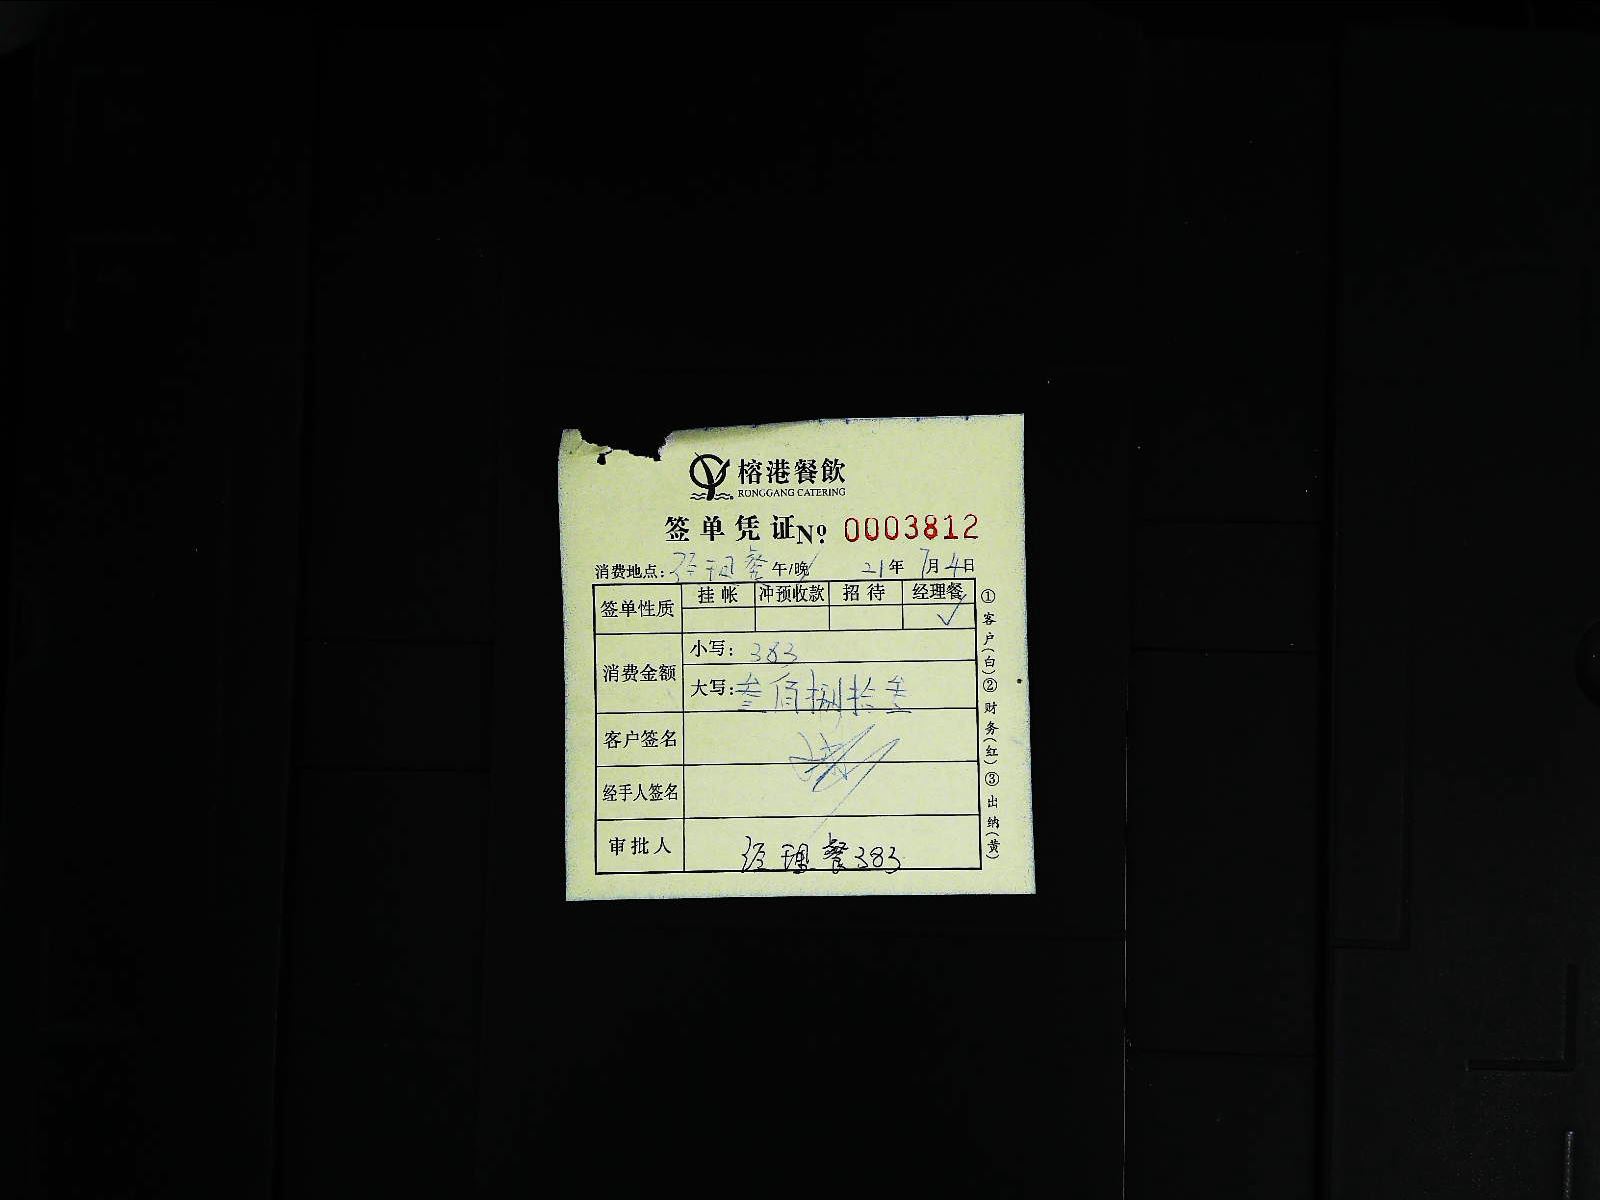 榕港餐飲
RONGGANG CATERING
签单凭证 No: 0003812
消费地点: 经理餐 午/晚 21年 7月 4日
签单性质 挂帐 冲预收款 招待 经理餐
✓
消费金额 小写: 383
大写: 叁佰捌拾叁
客户签名
经手人签名
审批人 经理餐383
①客户(白)②财务(红)③出纳(黄)